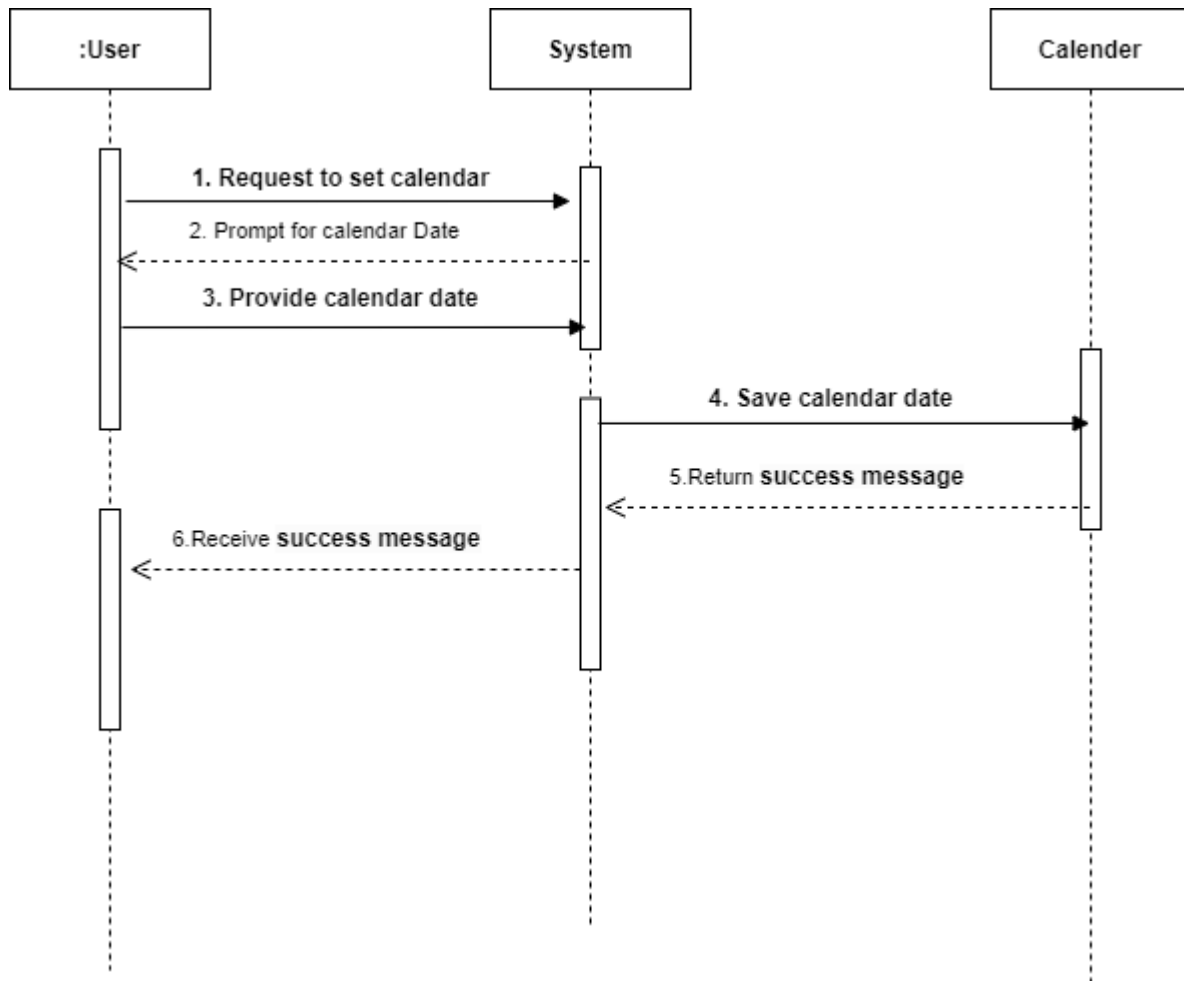 :User
System
Calender
1. Request to set calendar
2. Prompt for calendar Date
3. Provide calendar date
4. Save calendar date
5.Return success message
6.Receive success message